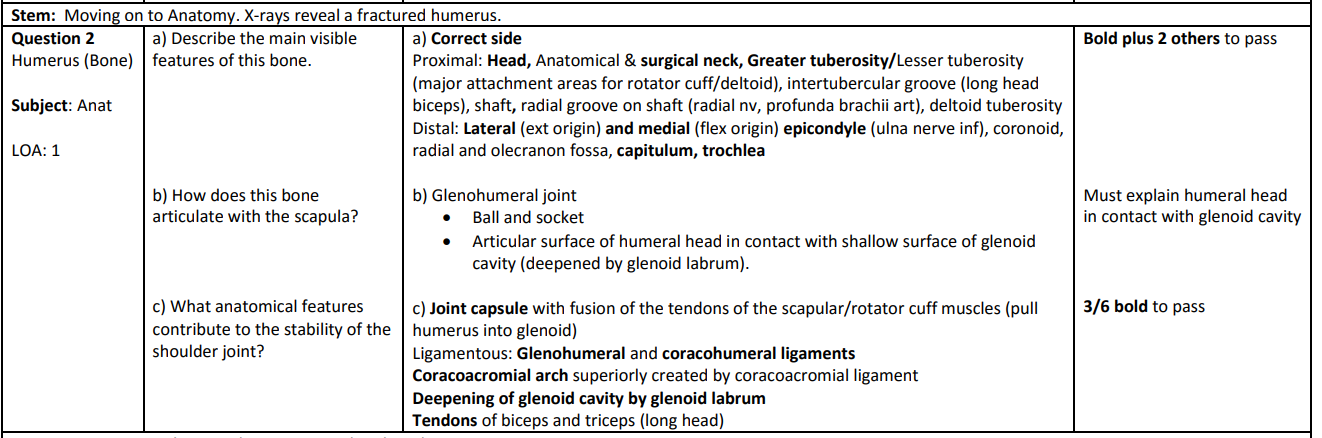 Stem: Moving on to Anatomy. X-rays reveal a fractured humerus.
Question 2
Humerus (Bone)
Subject: Anat
LOA: 1
a) Describe the main visible
features of this bone.
a) Correct side
Proximal: Head, Anatomical & surgical neck, Greater tuberosity/Lesser tuberosity
(major attachment areas for rotator cuff/deltoid), intertubercular groove (long head
biceps), shaft, radial groove on shaft (radial nv, profunda brachii art), deltoid tuberosity
Distal: Lateral (ext origin) and medial (flex origin) epicondyle (ulna nerve inf), coronoid,
radial and olecranon fossa, capitulum, trochlea
Bold plus 2 others to pass
b) How does this bone
articulate with the scapula?
b) Glenohumeral joint
• Ball and socket
• Articular surface of humeral head in contact with shallow surface of glenoid
cavity (deepened by glenoid labrum).
Must explain humeral head
in contact with glenoid cavity
c) What anatomical features
contribute to the stability of the
shoulder joint?
c) Joint capsule with fusion of the tendons of the scapular/rotator cuff muscles (pull
humerus into glenoid)
Ligamentous: Glenohumeral and coracohumeral ligaments
Coracoacromial arch superiorly created by coracoacromial ligament
Deepening of glenoid cavity by glenoid labrum
Tendons of biceps and triceps (long head)
3/6 bold to pass